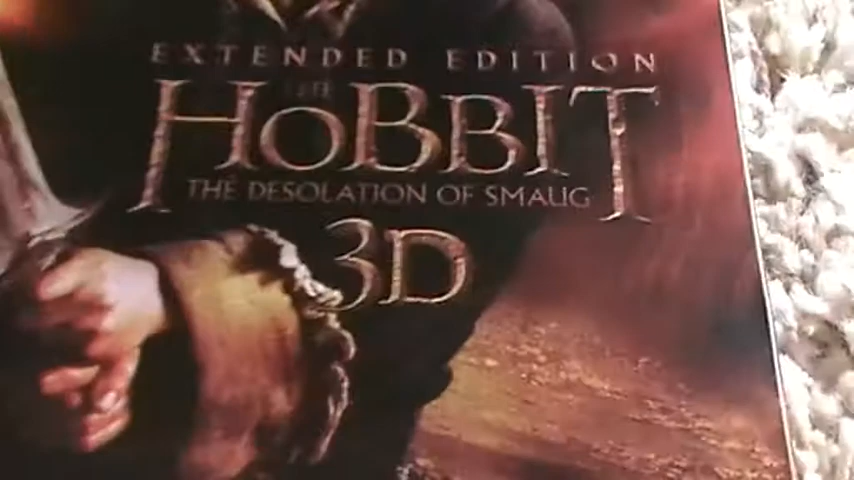 EXTENDED EDITION
THE
HOBBIT
THE DESOLATION OF SMAUG
3D